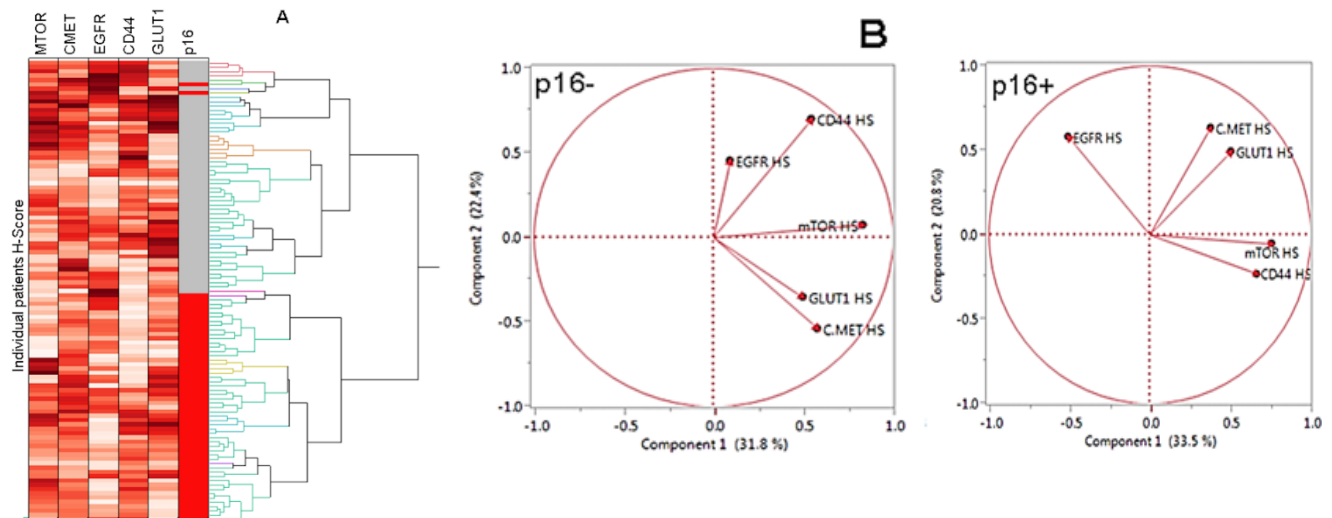 A
MTOR
CMET
EGFR
CD44
GLUT1
p16
Individual patients H-Score
B
p16-
1.0
0.5
0.0
-0.5
-1.0
Component 2 (22.4 %)
CD44 HS
EGFR HS
mTOR HS
GLUT1 HS
C.MET HS
-1.0 -0.5 0.0 0.5 1.0
Component 1 (31.8 %)
p16+
1.0
0.5
0.0
-0.5
-1.0
Component 2 (20.8 %)
EGFR HS
C.MET HS
GLUT1 HS
mTOR HS
CD44 HS
-1.0 -0.5 0.0 0.5 1.0
Component 1 (33.5 %)